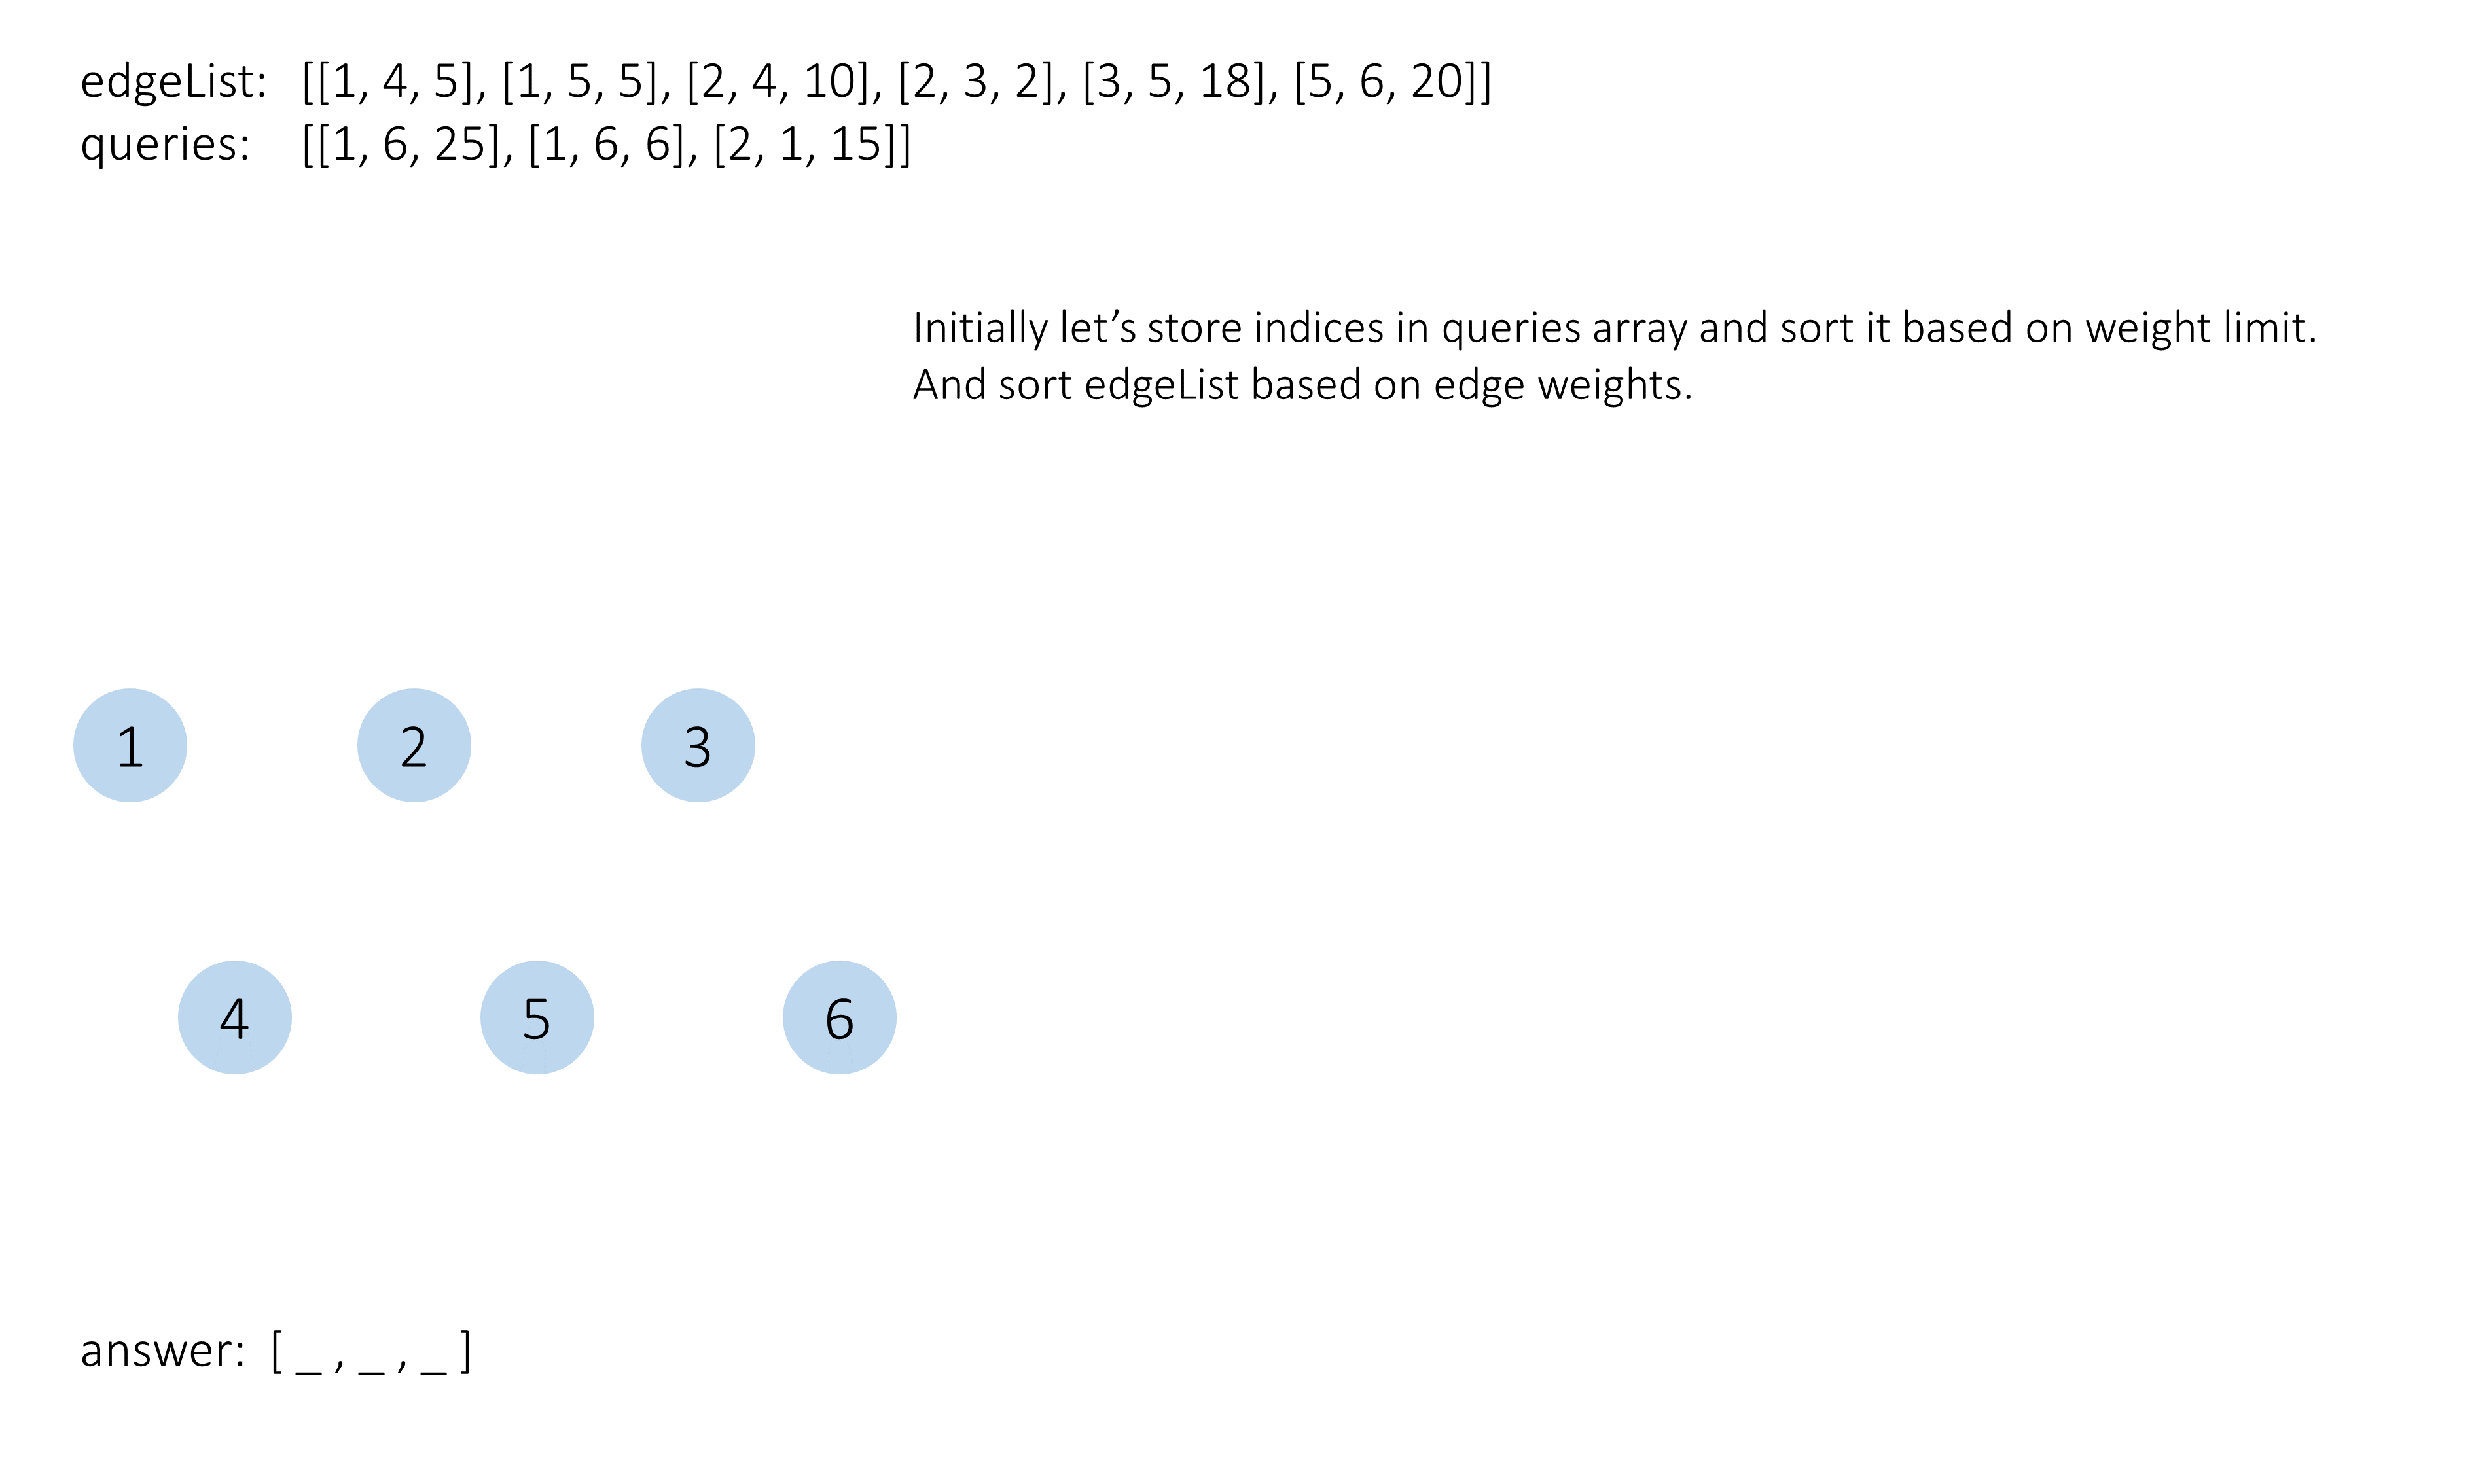 edgeList: [[1, 4, 5], [1, 5, 5], [2, 4, 10], [2, 3, 2], [3, 5, 18], [5, 6, 20]]
queries: [[1, 6, 25], [1, 6, 6], [2, 1, 15]]
Initially let’s store indices in queries array and sort it based on weight limit.
And sort edgeList based on edge weights.
1 2 3
4 5 6
answer: [ _ , _ , _ ]